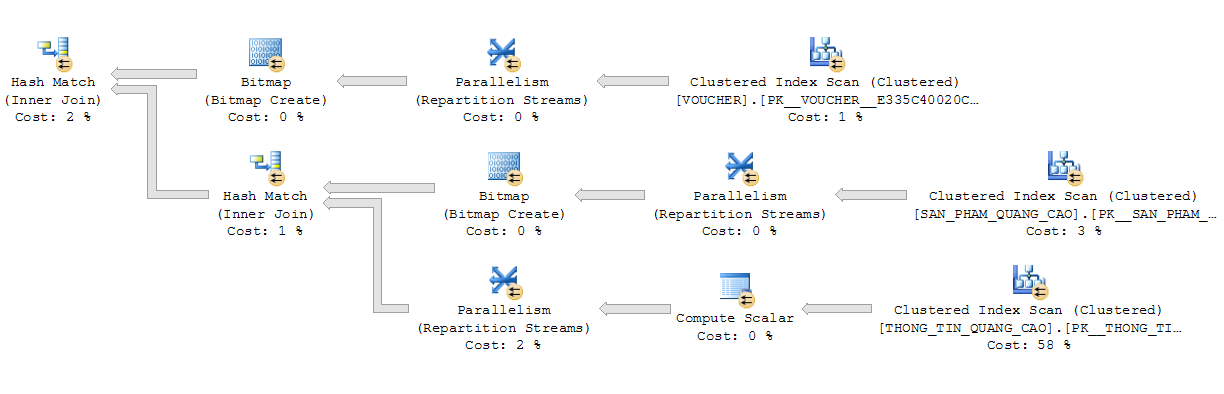 Hash Match
(Inner Join)
Cost: 2 %
Bitmap
(Bitmap Create)
Cost: 0 %
Parallelism
(Repartition Streams)
Cost: 0 %
Clustered Index Scan (Clustered)
[VOUCHER].[PK__VOUCHER__E335C40020C…
Cost: 1 %
Hash Match
(Inner Join)
Cost: 1 %
Bitmap
(Bitmap Create)
Cost: 0 %
Parallelism
(Repartition Streams)
Cost: 0 %
Clustered Index Scan (Clustered)
[SAN_PHAM_QUANG_CAO].[PK__SAN_PHAM_…
Cost: 3 %
Parallelism
(Repartition Streams)
Cost: 2 %
Compute Scalar
Cost: 0 %
Clustered Index Scan (Clustered)
[THONG_TIN_QUANG_CAO].[PK__THONG_TI…
Cost: 58 %